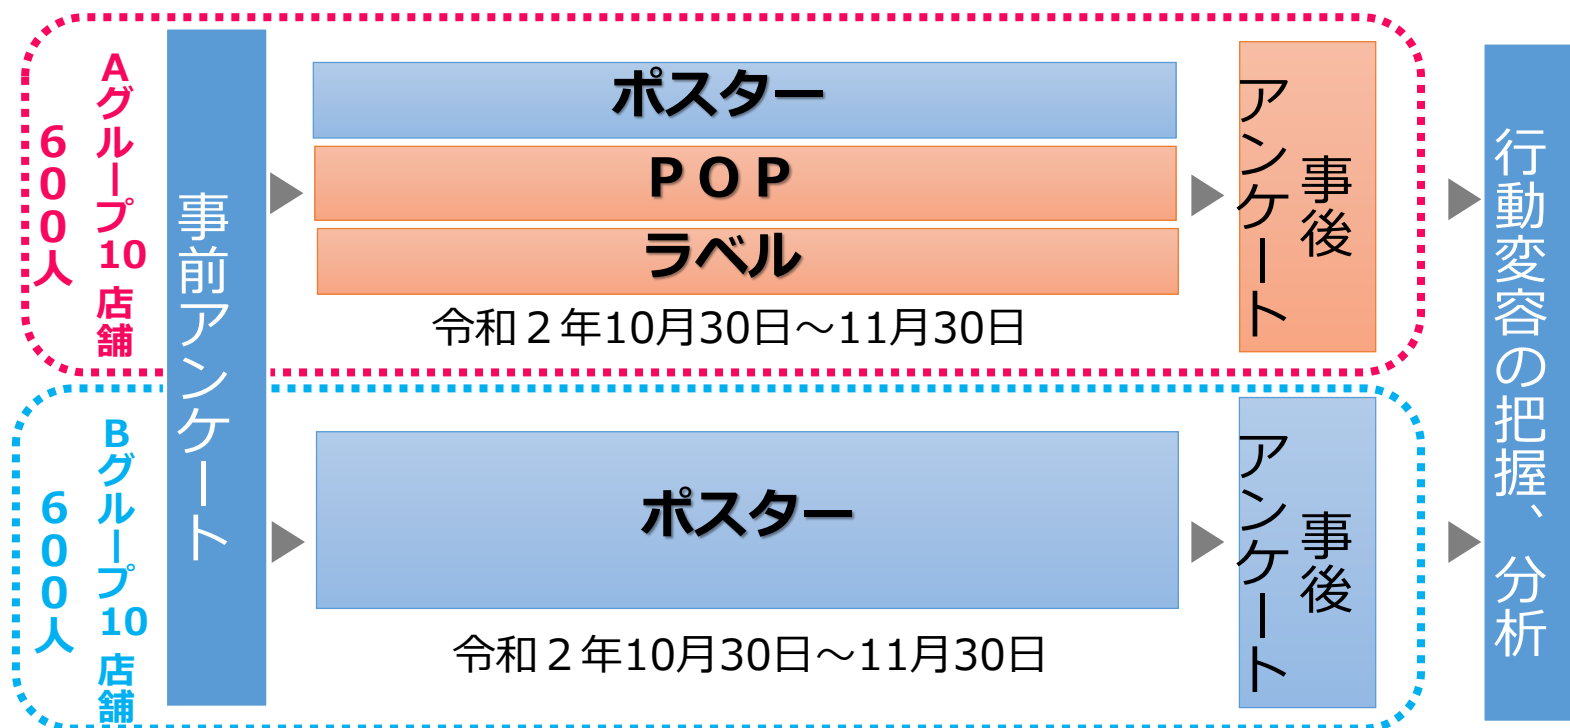 Aグループ10店舗
６００人
事前アンケート
ポスター
ＰＯＰ
ラベル
令和２年10月30日～11月30日
事後
アンケート
Bグループ10店舗
６００人
ポスター
令和２年10月30日～11月30日
事後
アンケート
行動変容の把握、分析